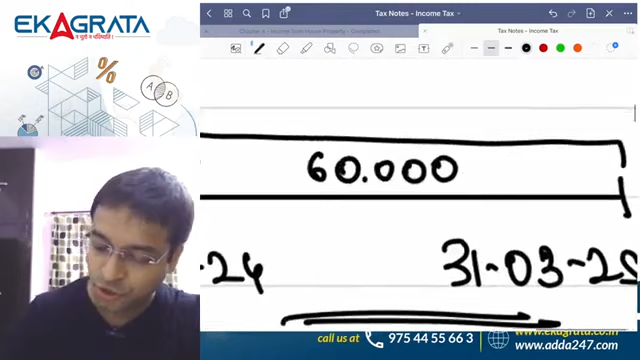 EKAGRATA
Tax Notes - Income Tax
Chapter 4 - Income from House Property - Completed
Tax Notes - Income Tax
%
A
B
60.000
-24
31-03-25
call us at
975 44 55 66 3
www.ekagrata.co.in
www.adda247.com